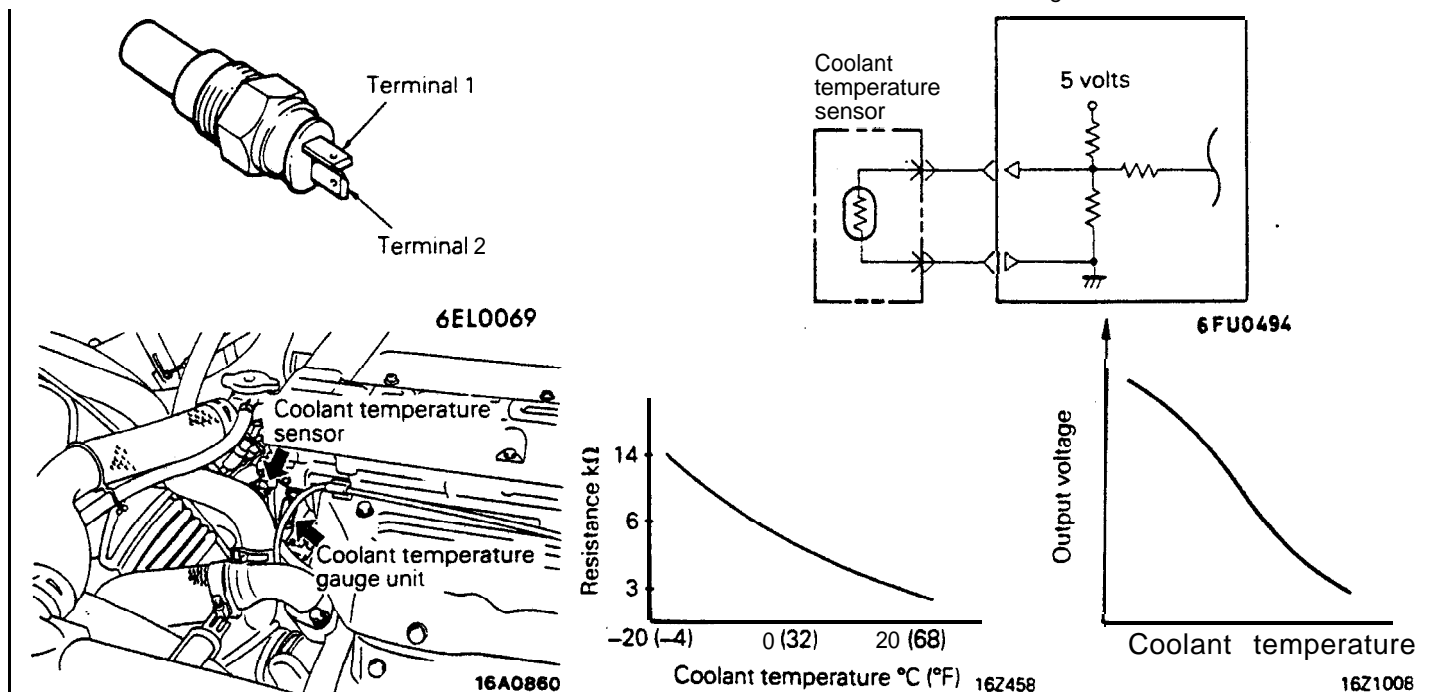 Terminal 1
Terminal 2
6EL0069
Coolant
temperature
sensor
5 volts
6FU0494
Coolant temperature
sensor
Coolant temperature
gauge unit
16A0860
Resistance kΩ
14
6
3
–20 (–4)
0 (32)
20 (68)
Coolant temperature °C (°F)
16Z458
Output voltage
Coolant temperature
16Z1008